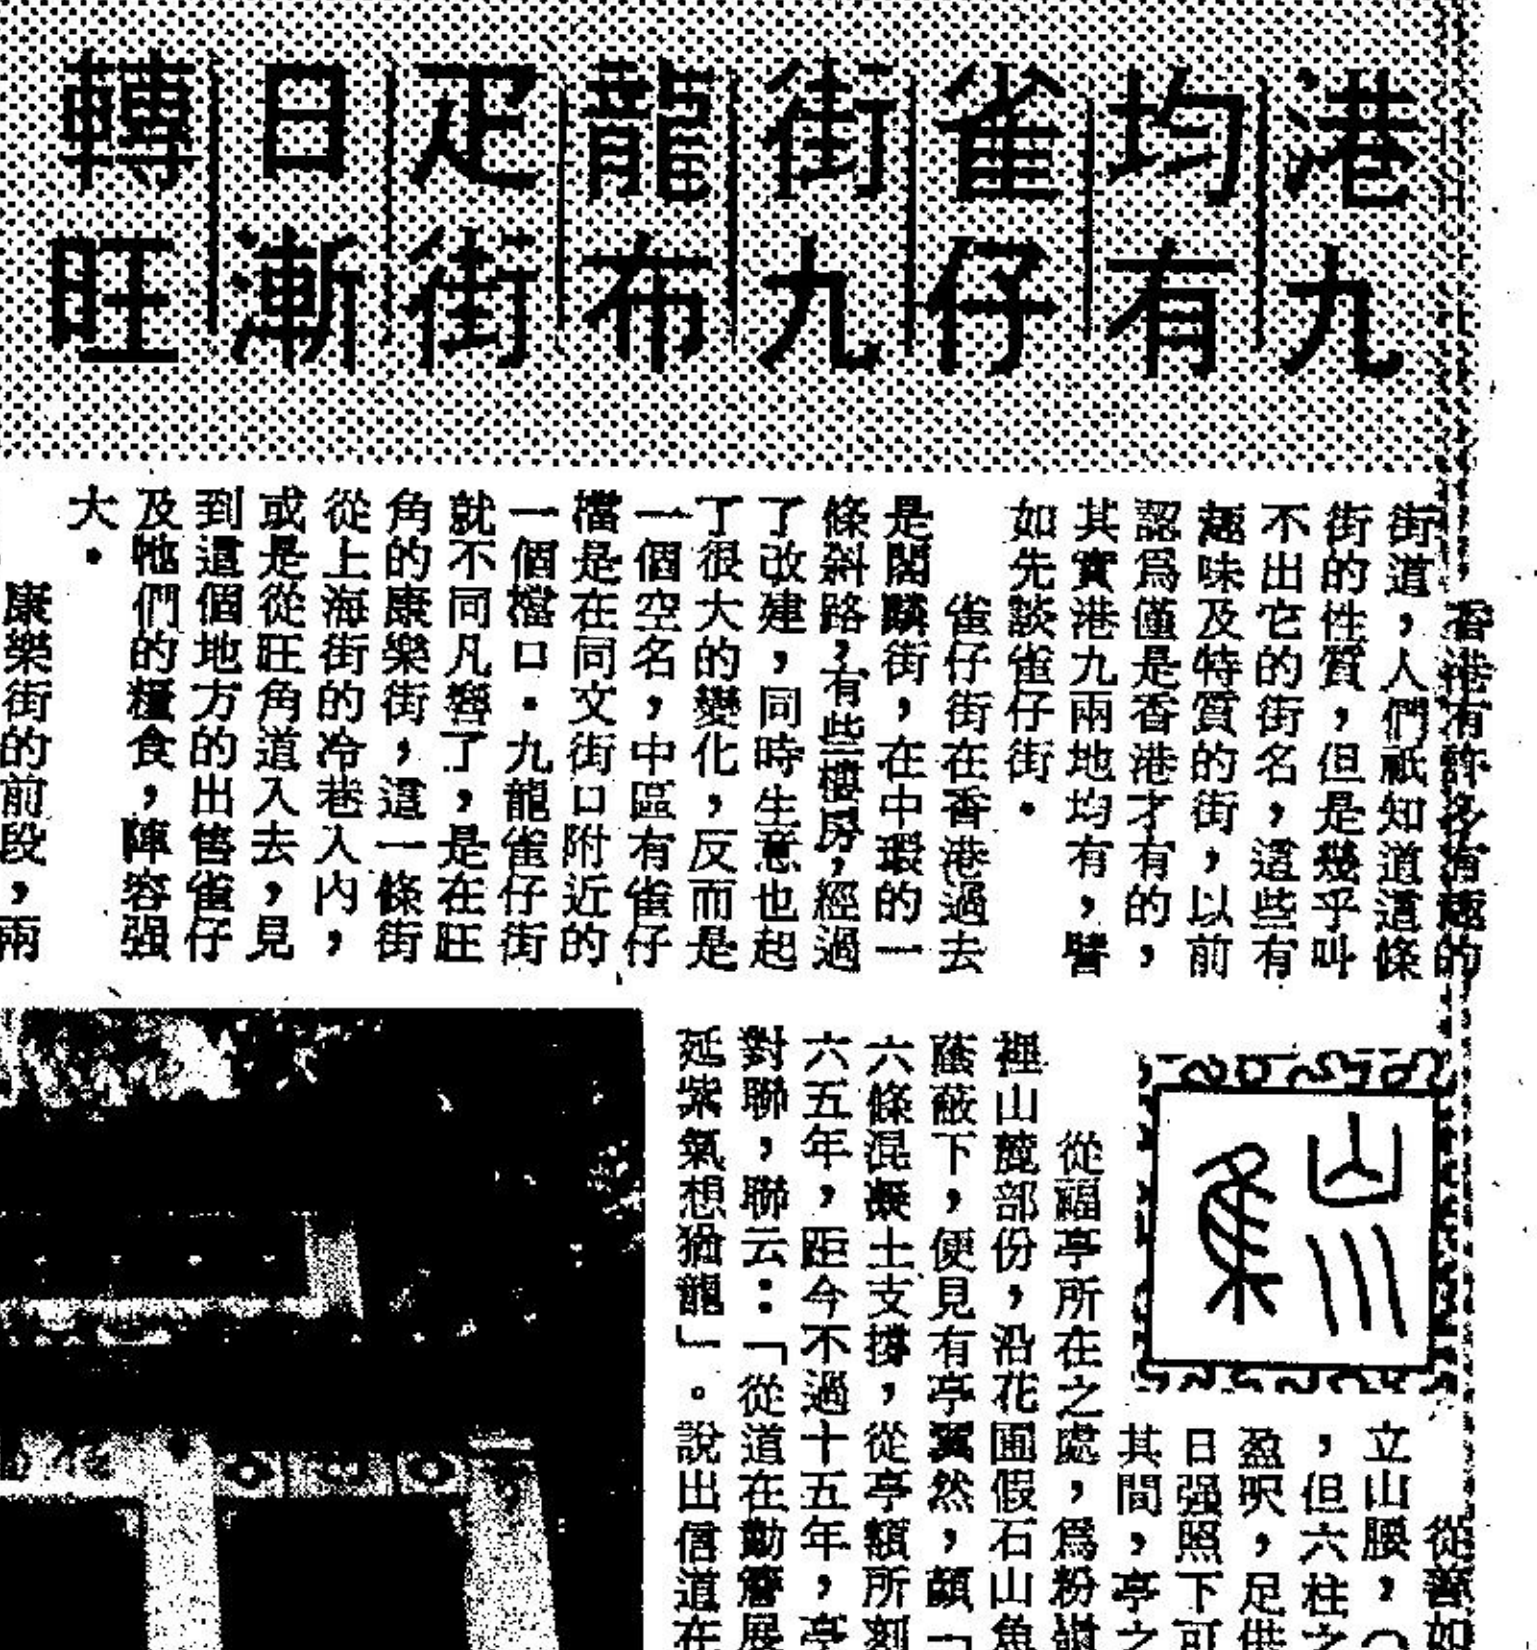 港九
均有
雀仔
街九
龍布
疋街
日漸
轉旺
香港有許多有趣的
街道，人們祇知道這條
街的性質，但是幾乎叫
不出它的街名，這些有
趣味及特質的街，以前
認為僅是香港才有的，
其實港九兩地均有，譬
如先談雀仔街。
雀仔街在香港過去
是閣麟街，在中環的一
條斜路，有些樓房，經過
了改建，同時生意也起
了很大的變化，反而是
一個空名，中區有雀仔
檔是在同文街口附近的
一個檔口。九龍雀仔街
就不同凡響了，是在旺
角的康樂街，這一條街
從上海街的冷巷入內，
或是從旺角道入去，見
到這個地方的出售雀仔
及牠們的糧食，陣容强
大。
康樂街的前段，兩
山川
集
從善如
立山腰，
，但六柱之
盈呎，足供
日强照下可
其間，亭之
從福亭所在之處，為粉
裡山麓部份，沿花圃假石山魚
蔭蔽下，便見有亭翼然，顏「
六條混凝土支撐，從亭額所劃
六五年，距今不過十五年，亭
對聯，聯云：「從道在勤簷展
延紫氣想猶龍」。說出信道在